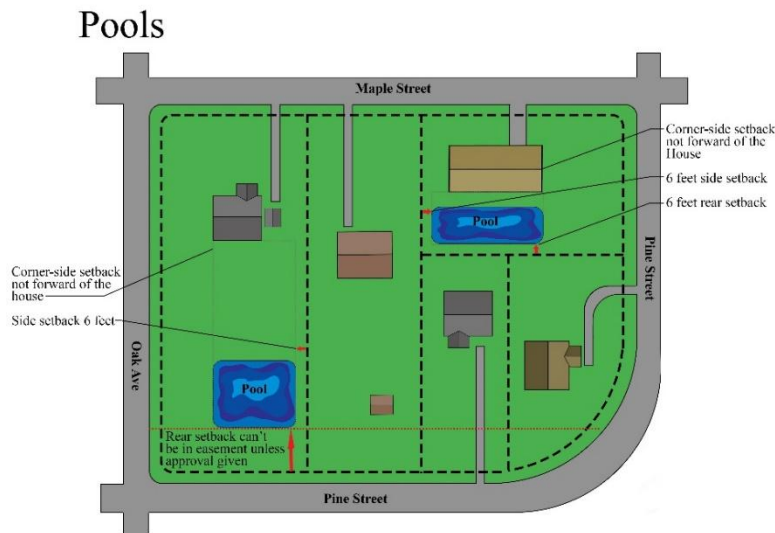 Pools
Maple Street
Corner-side setback
not forward of the
House
6 feet side setback
6 feet rear setback
Pool
Pine Street
Corner-side setback
not forward of the
house
Side setback 6 feet
Oak Ave
Pool
Rear setback can't
be in easement unless
approval given
Pine Street